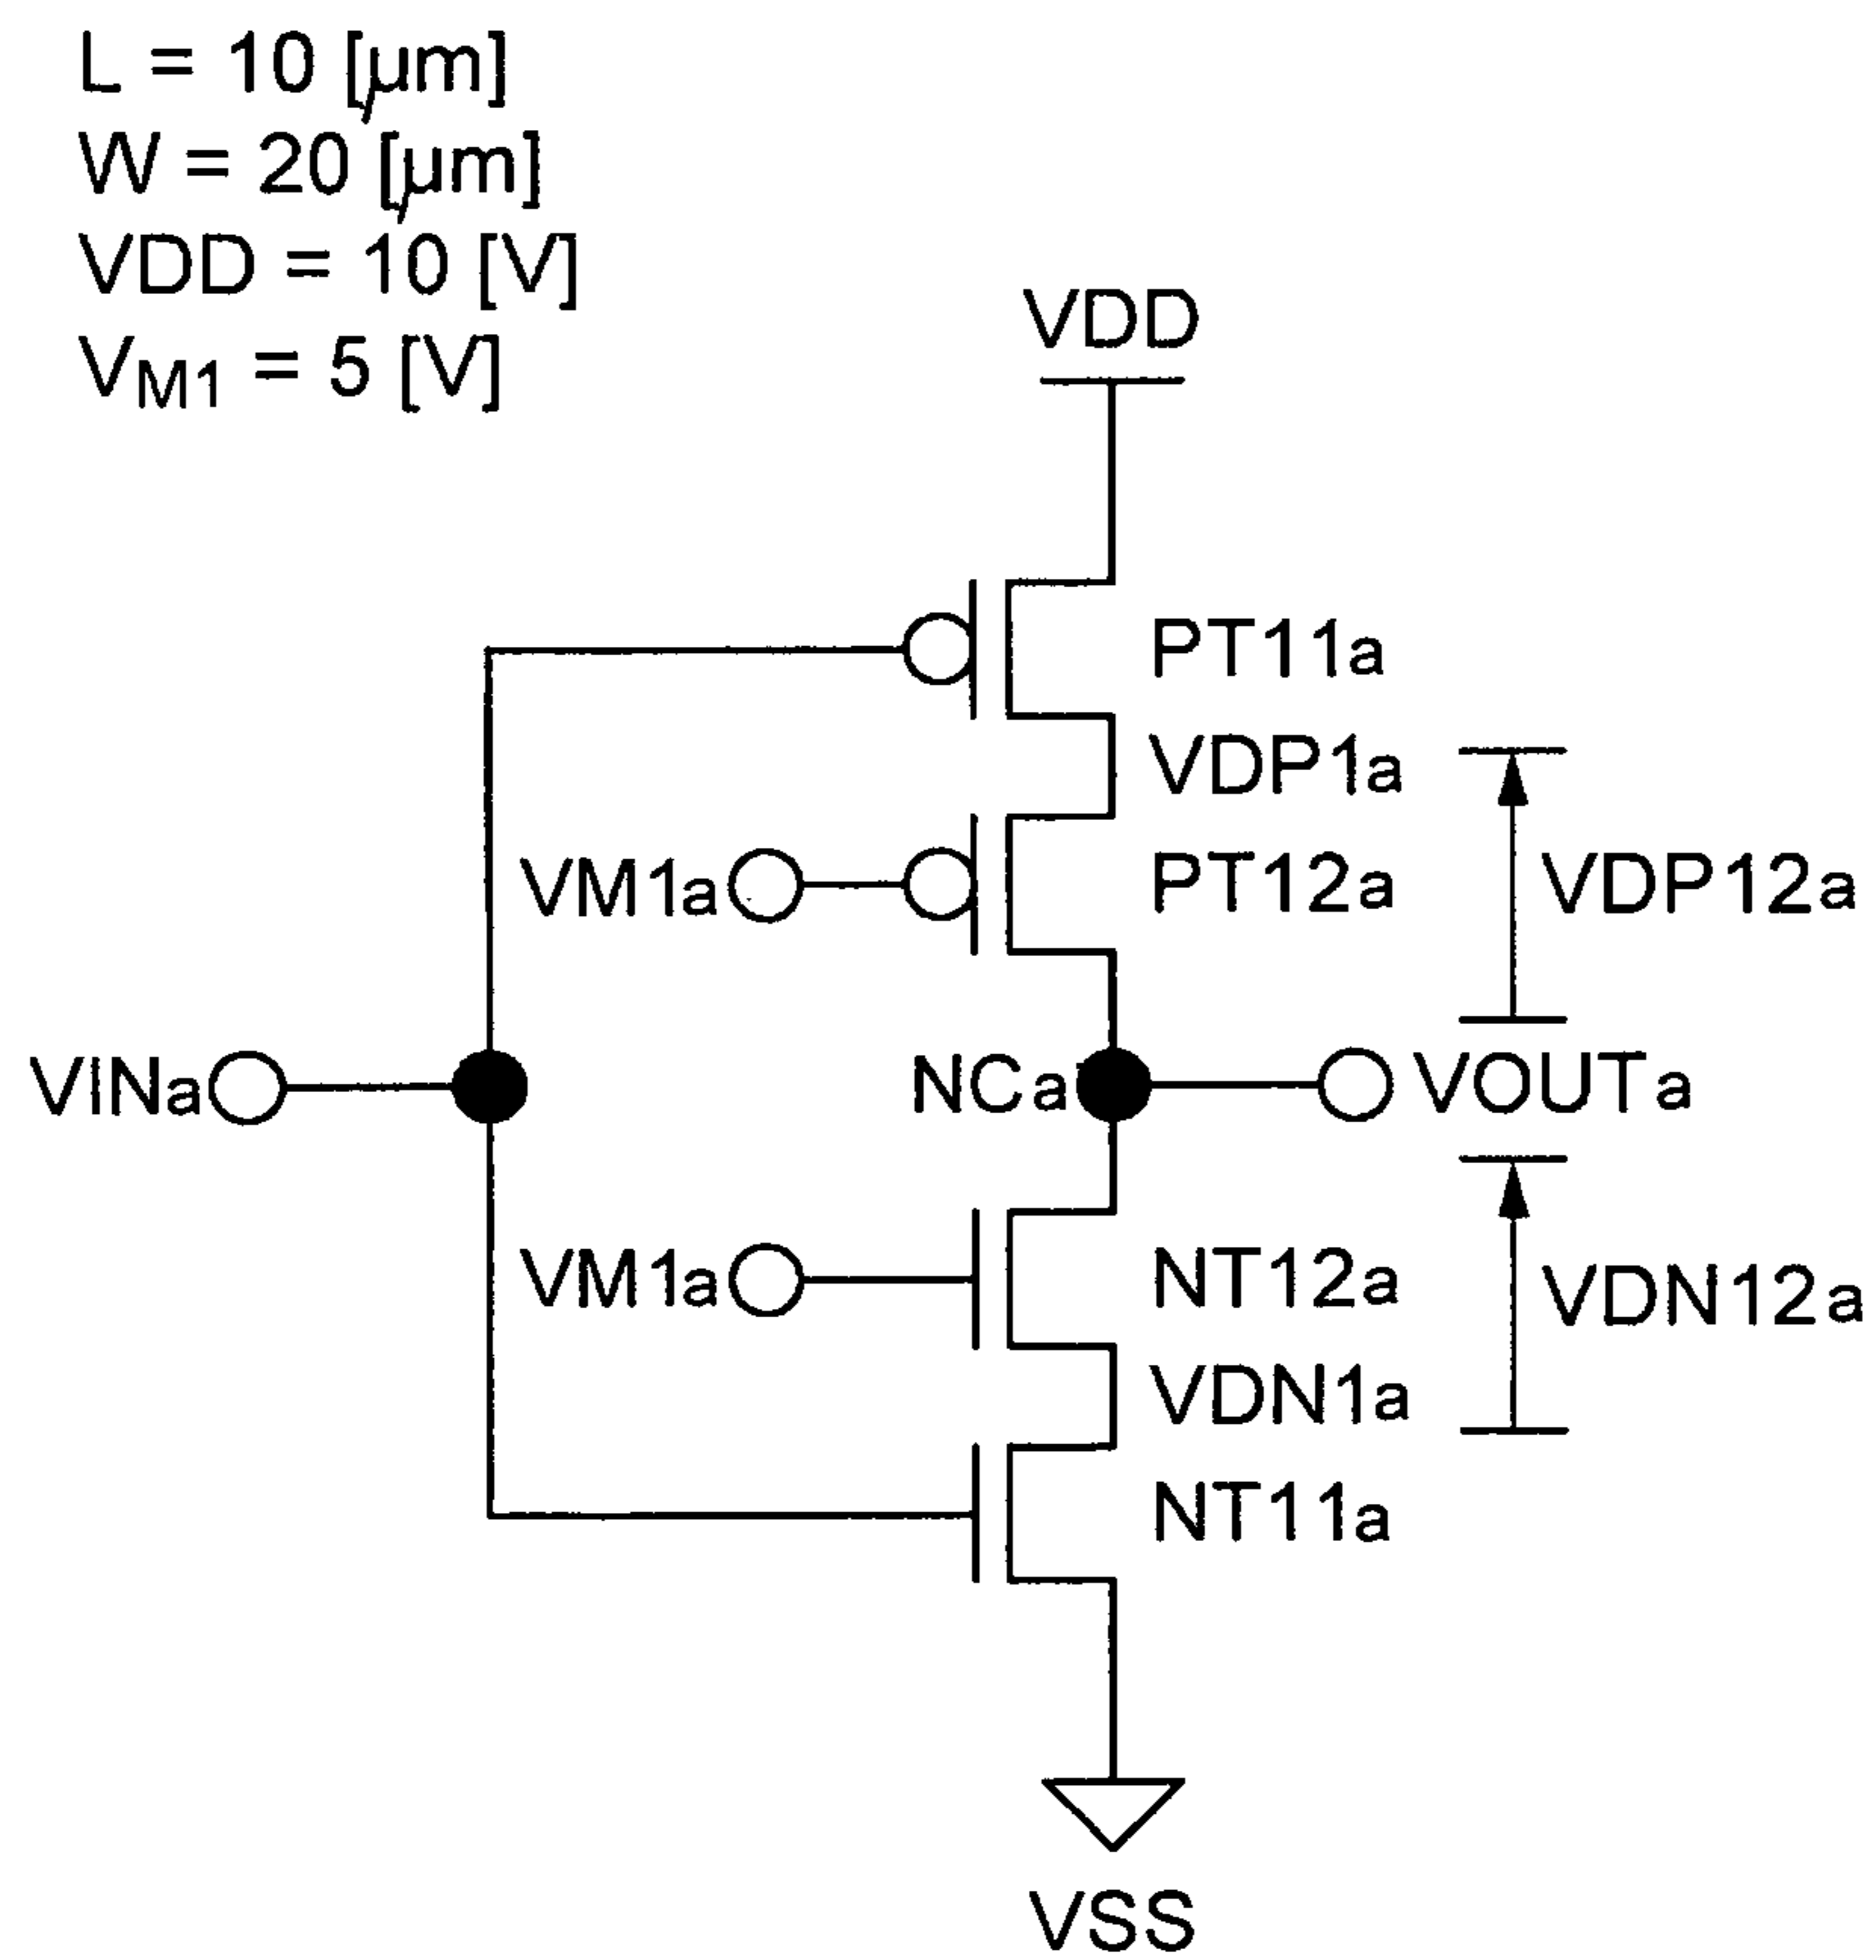 L = 10 [μm]
W = 20 [μm]
VDD = 10 [V]
VM1 = 5 [V]
VDD
PT11a
VDP1a
VM1a
PT12a
VDP12a
VINa
NCa
VOUTa
VM1a
NT12a
VDN12a
VDN1a
NT11a
VSS